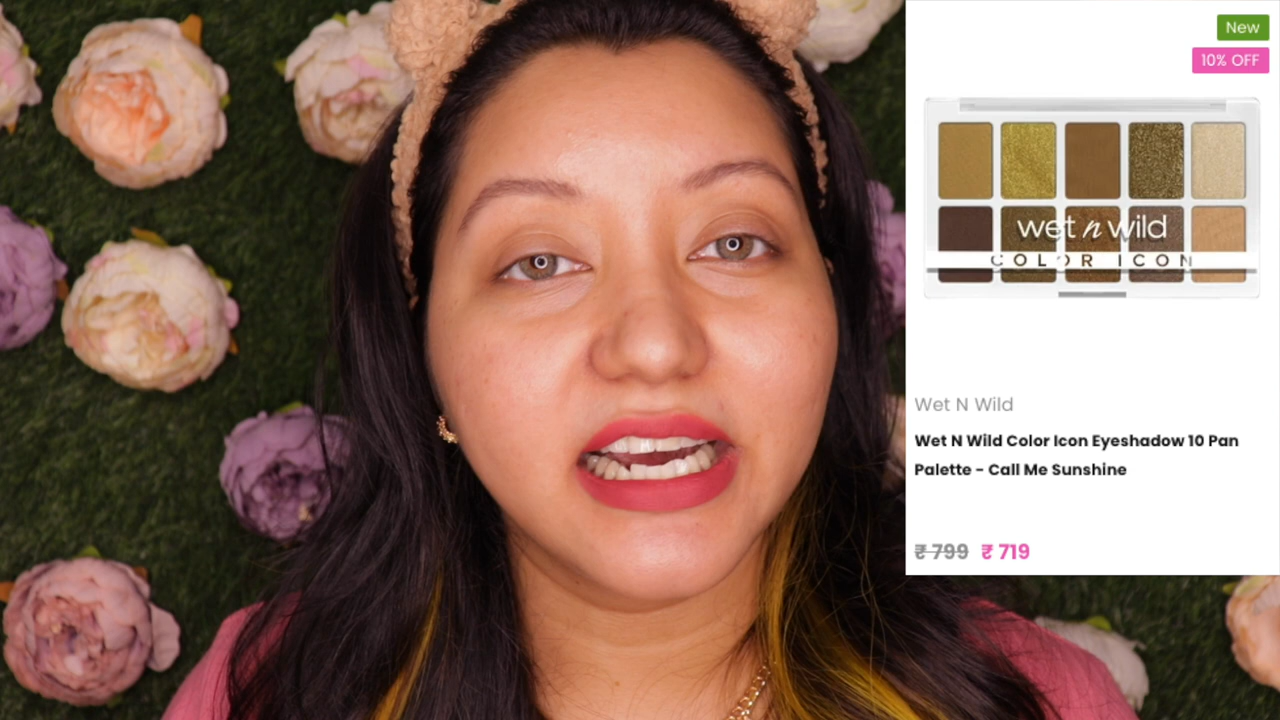 New
10% OFF
wet n wild
COLOR ICON
Wet N Wild
Wet N Wild Color Icon Eyeshadow 10 Pan
Palette - Call Me Sunshine
₹ 799 ₹ 719